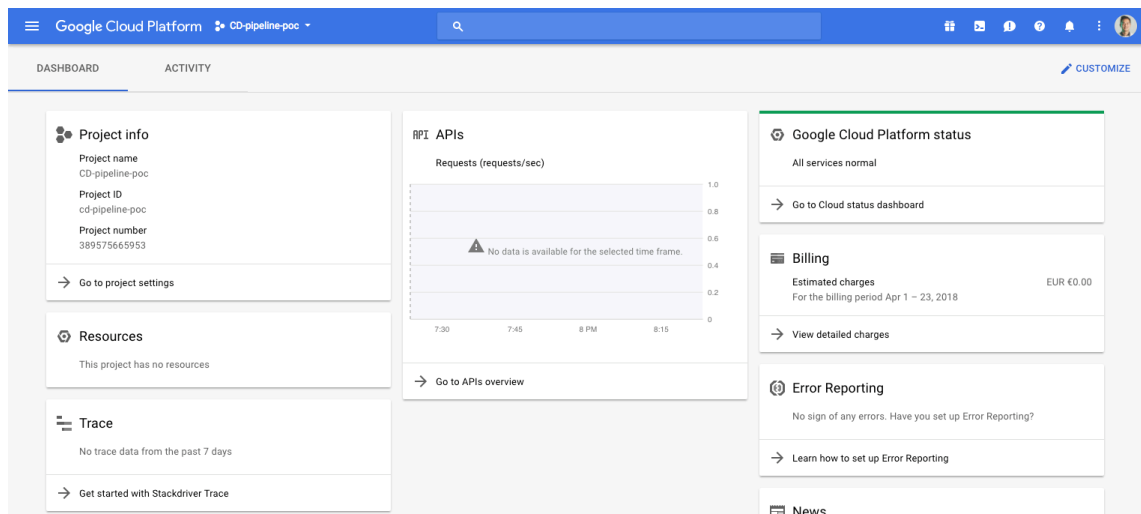 Google Cloud Platform CD-pipeline-poc
DASHBOARD ACTIVITY CUSTOMIZE
Project info
Project name
CD-pipeline-poc
Project ID
cd-pipeline-poc
Project number
389575665953
Go to project settings
Resources
This project has no resources
Trace
No trace data from the past 7 days
Get started with Stackdriver Trace
API APIs
Requests (requests/sec)
1.0
0.8
0.6
No data is available for the selected time frame.
0.4
0.2
0
7:30 7:45 8 PM 8:15
Go to APIs overview
Google Cloud Platform status
All services normal
Go to Cloud status dashboard
Billing
Estimated charges EUR €0.00
For the billing period Apr 1 – 23, 2018
View detailed charges
Error Reporting
No sign of any errors. Have you set up Error Reporting?
Learn how to set up Error Reporting
News